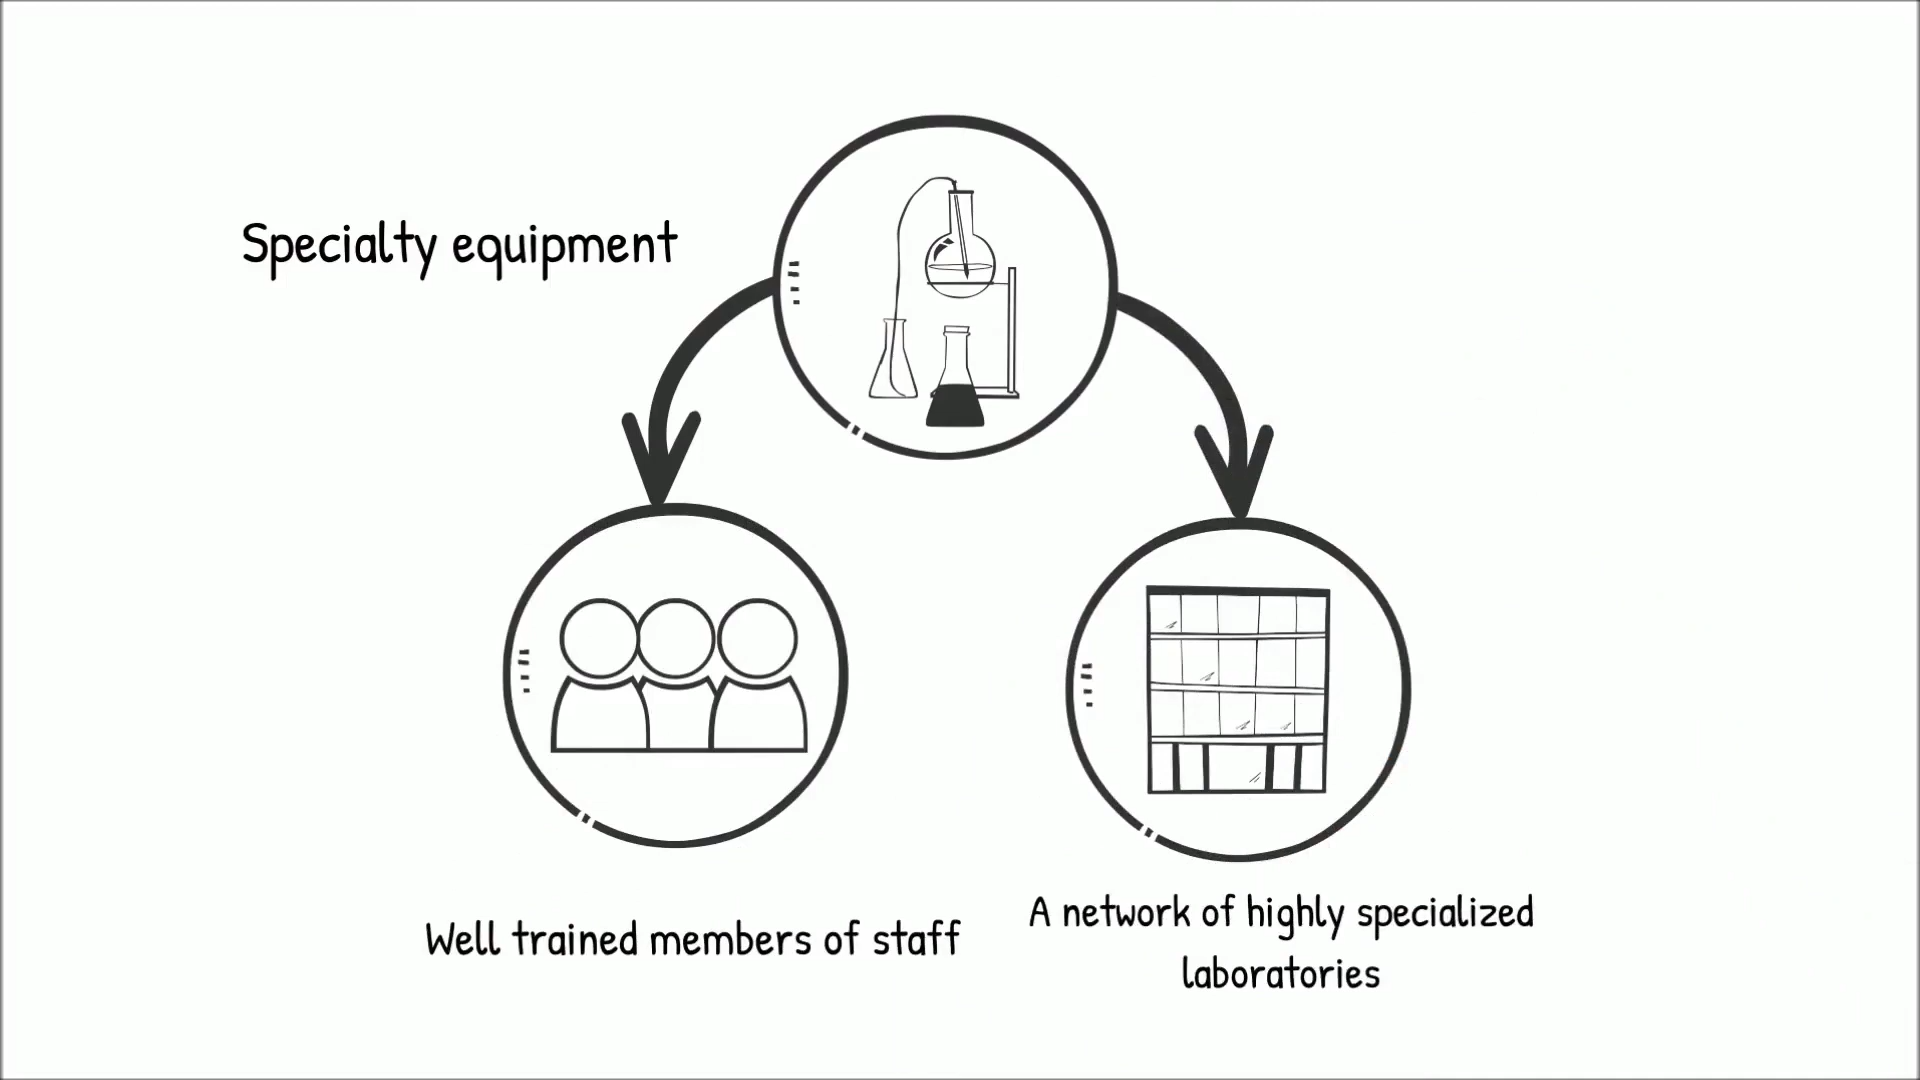 Specialty equipment
Well trained members of staff
A network of highly specialized
laboratories